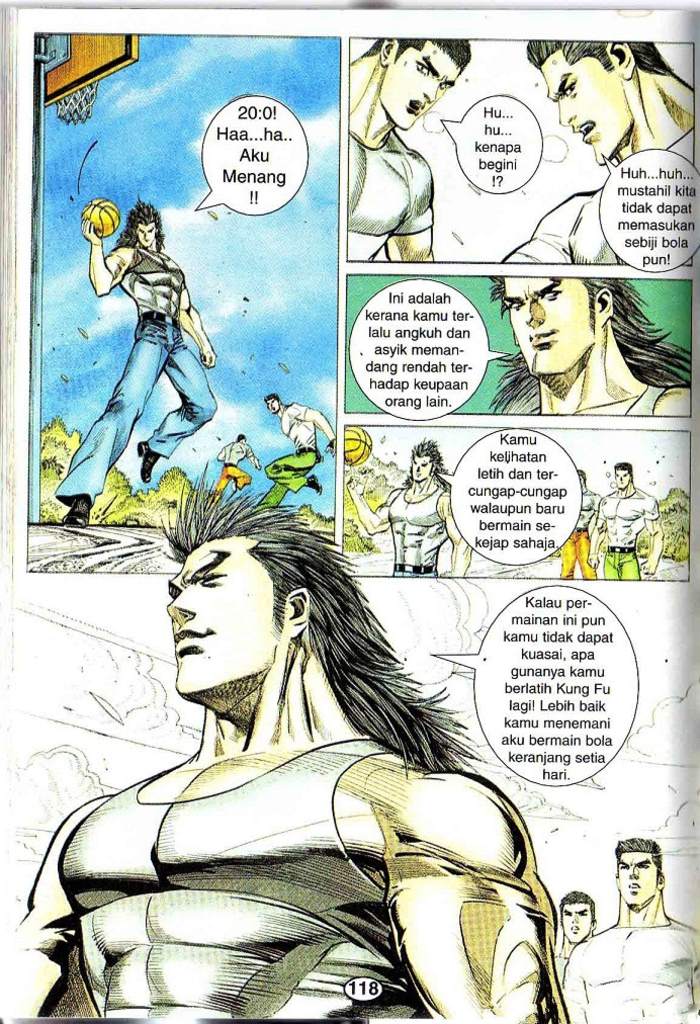 20:0!
Haa...ha..
Aku
Menang
!!
Hu...
hu...
kenapa
begini
!?
Huh...huh...
mustahil kita
tidak dapat
memasukan
sebiji bola
pun!
Ini adalah
kerana kamu ter-
lalu angkuh dan
asyik meman-
dang rendah ter-
hadap keupaan
orang lain.
Kamu
keljhatan
letih dan ter-
cungap-cungap
walaupun baru
bermain se-
kejap sahaja.
Kalau per-
mainan ini pun
kamu tidak dapat
kuasai, apa
gunanya kamu
berlatih Kung Fu
lagi! Lebih baik
kamu menemani
aku bermain bola
keranjang setia
hari.
118